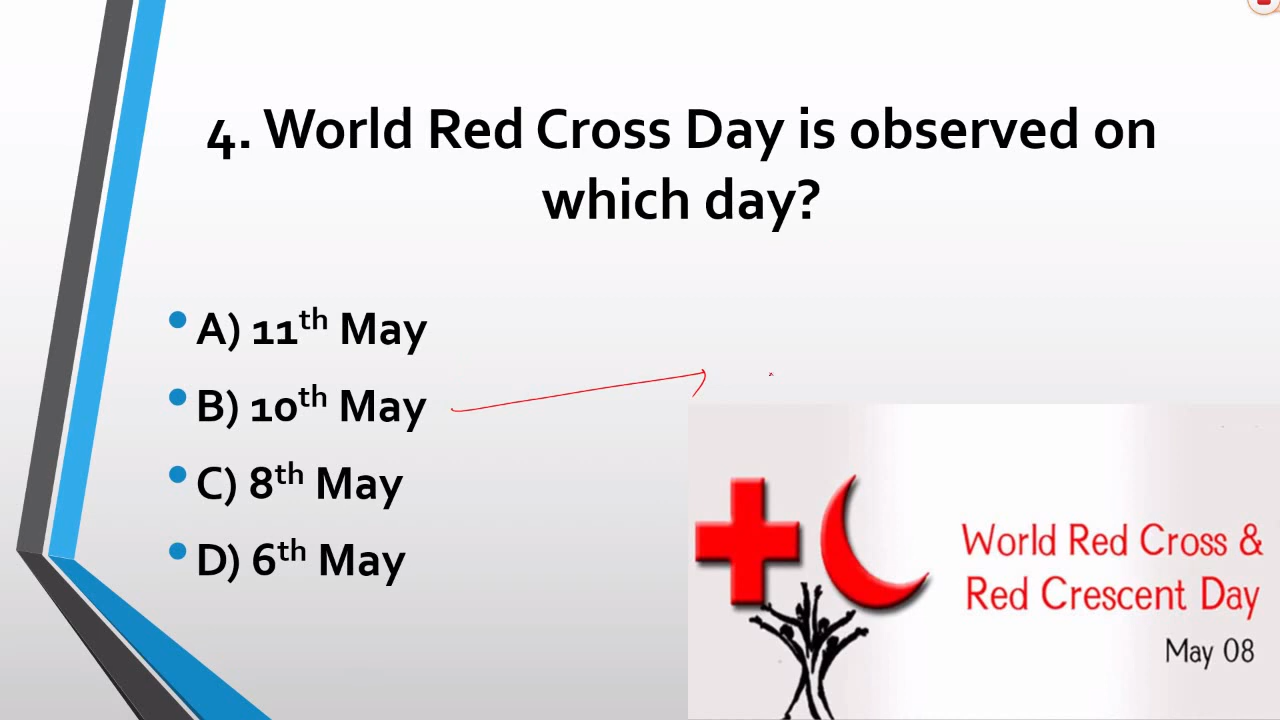 4. World Red Cross Day is observed on
which day?
A) 11th May
B) 10th May
C) 8th May
D) 6th May
World Red Cross &
Red Crescent Day
May 08